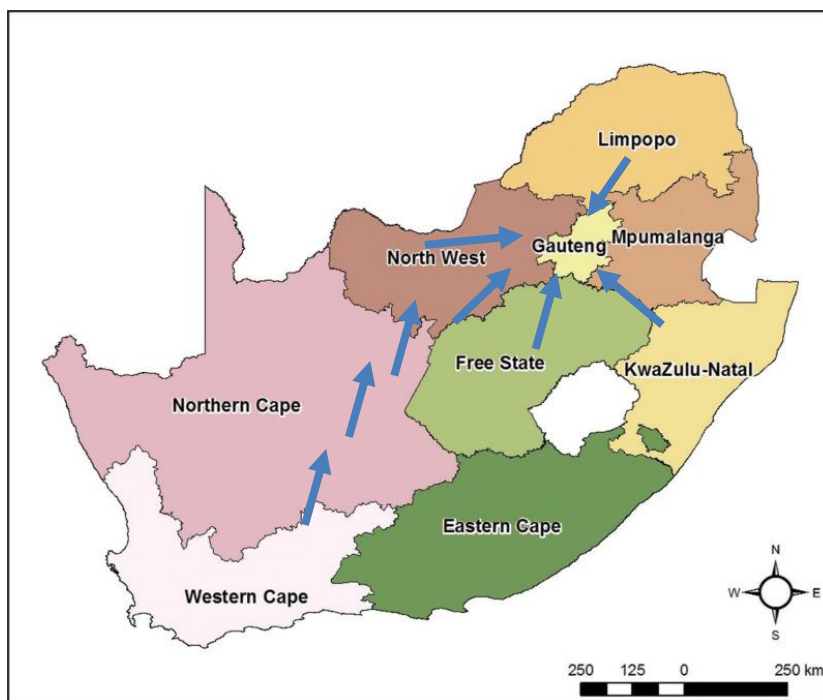 Limpopo
North West
Gauteng
Mpumalanga
Free State
KwaZulu-Natal
Northern Cape
Eastern Cape
Western Cape
N
W
E
S
250 125 0 250 km